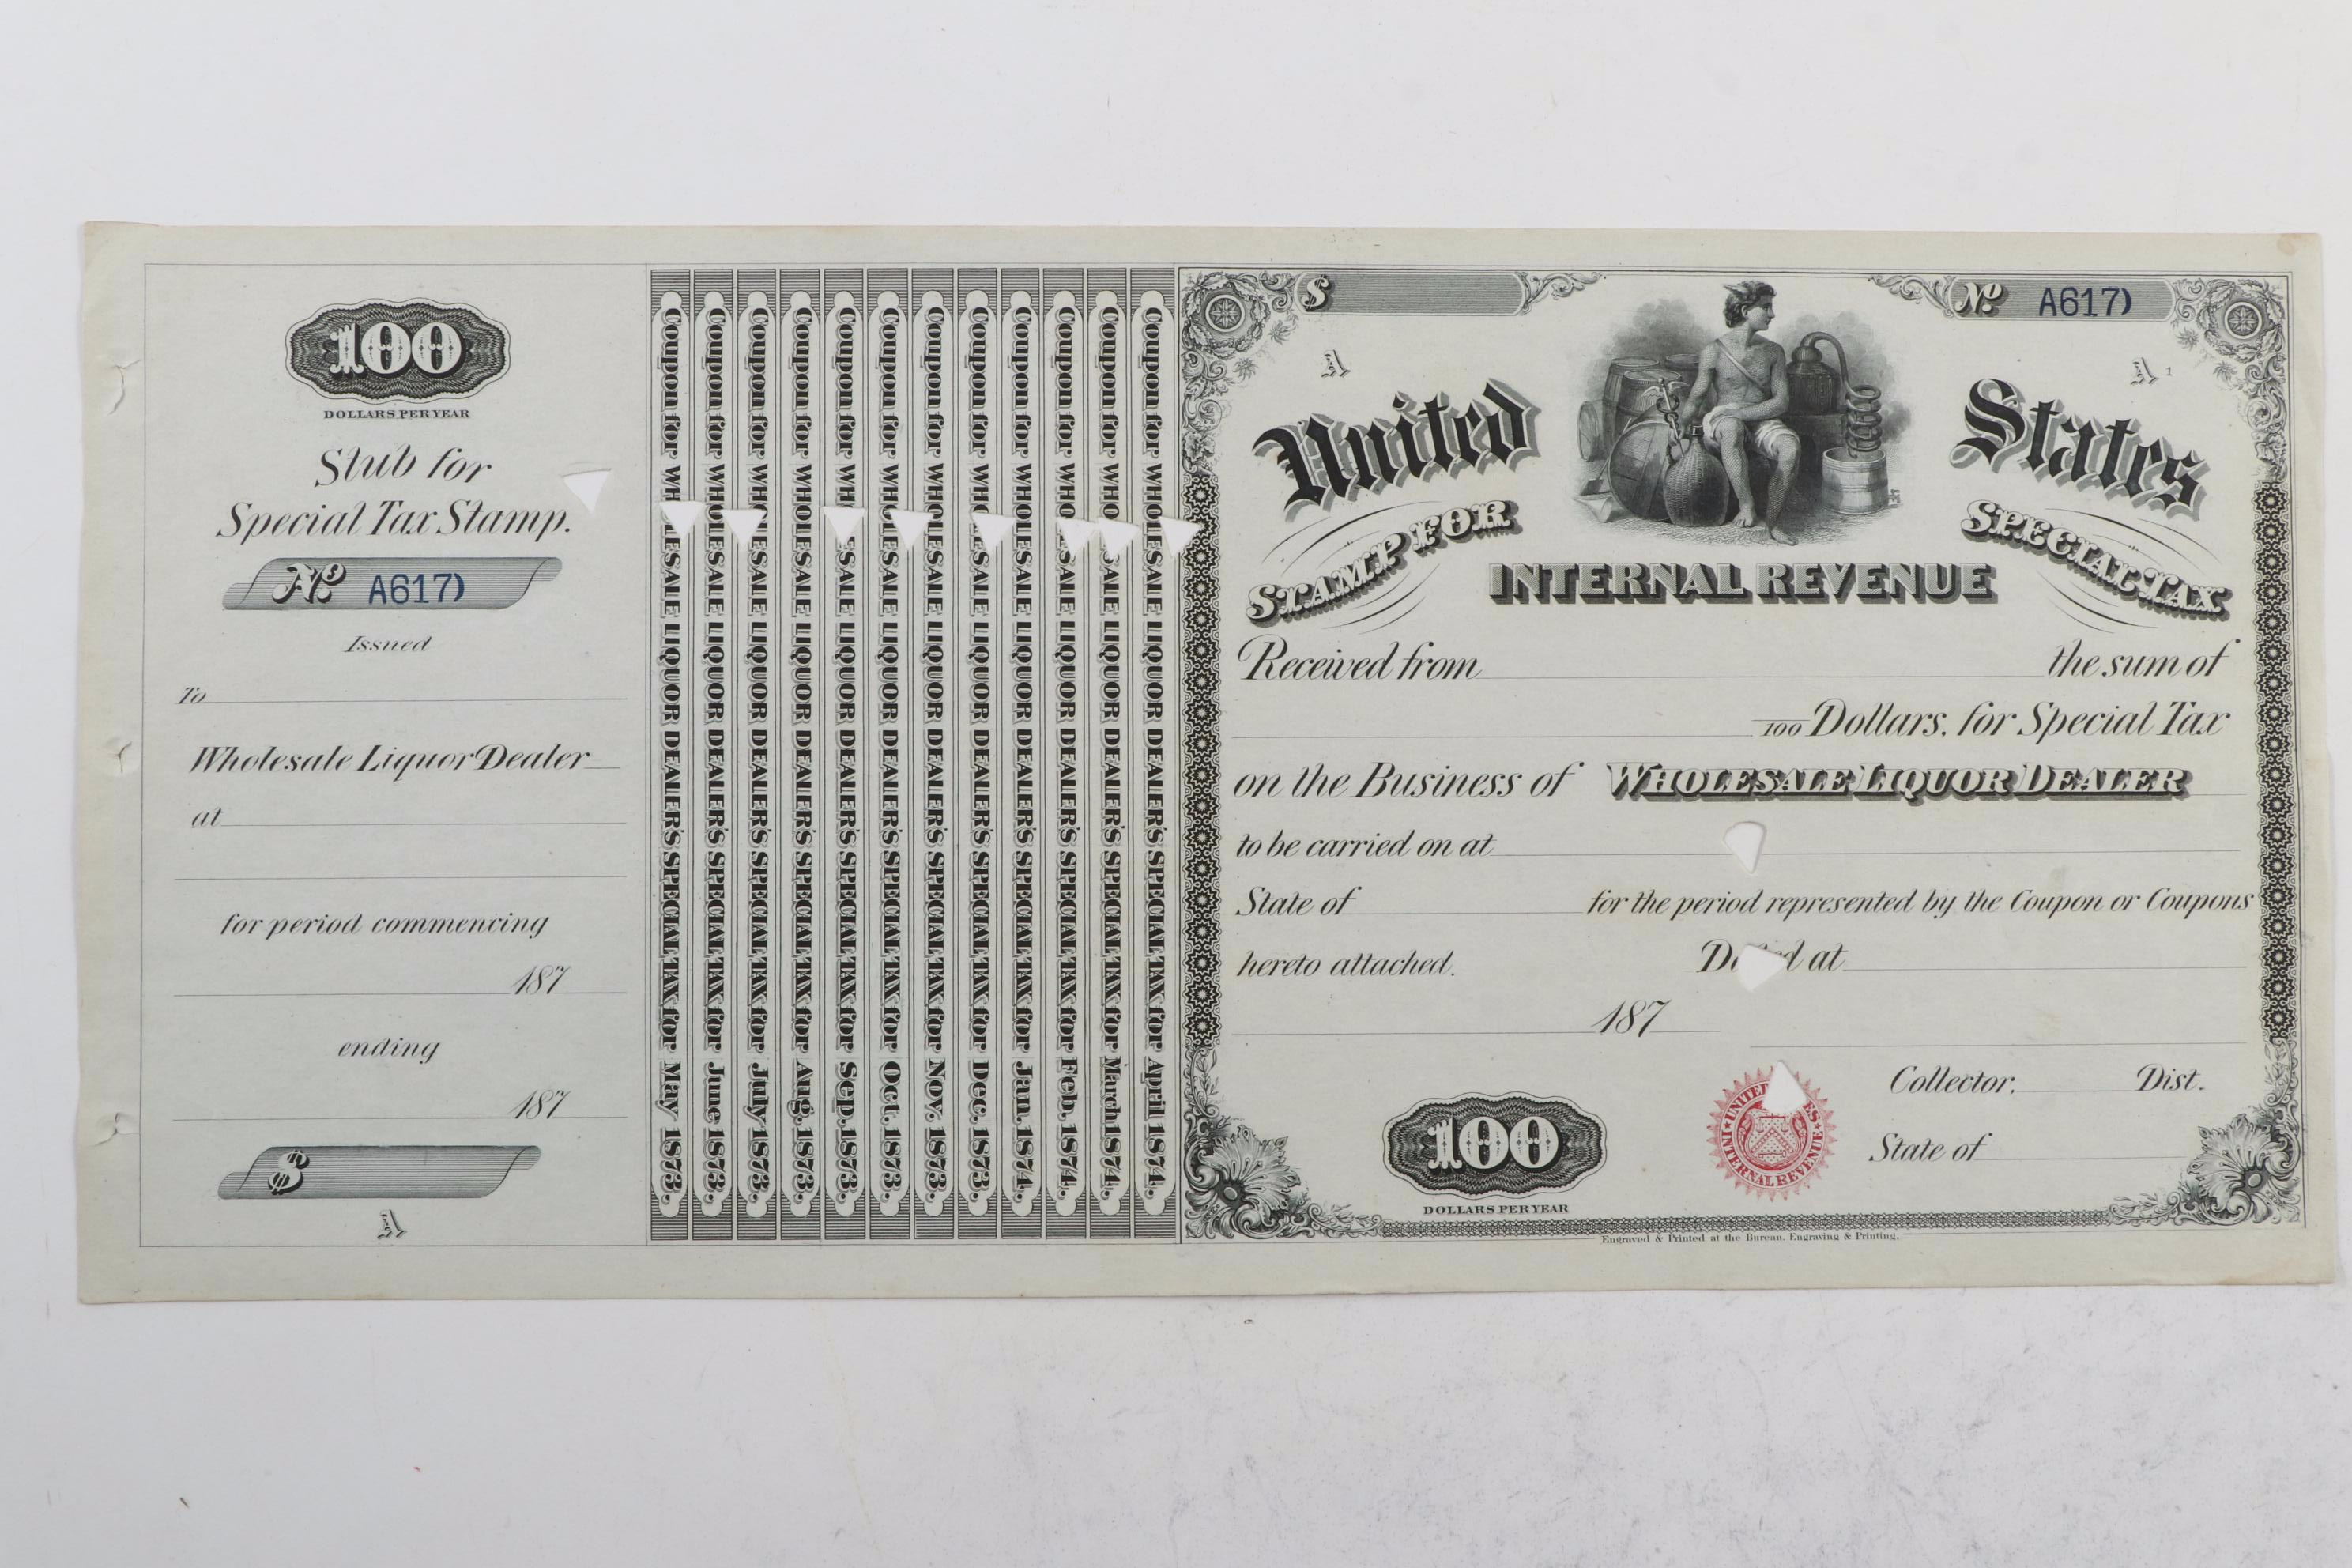 100
DOLLARS PER YEAR
Stub for
Special Tax Stamp.
No. A617)
Issued
To
Wholesale Liquor Dealer
at
for period commencing
187
ending
187
$
A
Coupon for WHOLESALE LIQUOR DEALER'S SPECIAL TAX for May 1873.
Coupon for WHOLESALE LIQUOR DEALER'S SPECIAL TAX for June 1873.
Coupon for WHOLESALE LIQUOR DEALER'S SPECIAL TAX for July 1873.
Coupon for WHOLESALE LIQUOR DEALER'S SPECIAL TAX for Aug. 1873.
Coupon for WHOLESALE LIQUOR DEALER'S SPECIAL TAX for Sep. 1873.
Coupon for WHOLESALE LIQUOR DEALER'S SPECIAL TAX for Oct. 1873.
Coupon for WHOLESALE LIQUOR DEALER'S SPECIAL TAX for Nov. 1873.
Coupon for WHOLESALE LIQUOR DEALER'S SPECIAL TAX for Dec. 1873.
Coupon for WHOLESALE LIQUOR DEALER'S SPECIAL TAX for Jan. 1874.
Coupon for WHOLESALE LIQUOR DEALER'S SPECIAL TAX for Feb. 1874.
Coupon for WHOLESALE LIQUOR DEALER'S SPECIAL TAX for March 1874.
Coupon for WHOLESALE LIQUOR DEALER'S SPECIAL TAX for April 1874.
$ No. A617)
A A 1
United States
STAMP FOR SPECIAL TAX
INTERNAL REVENUE
Received from the sum of
100 Dollars, for Special Tax
on the Business of WHOLESALE LIQUOR DEALER
to be carried on at
State of for the period represented by the Coupon or Coupons
hereto attached. Dated at
187
Collector, Dist.
State of
100
DOLLARS PER YEAR
UNITED STATES INTERNAL REVENUE
Engraved & Printed at the Bureau, Engraving & Printing.